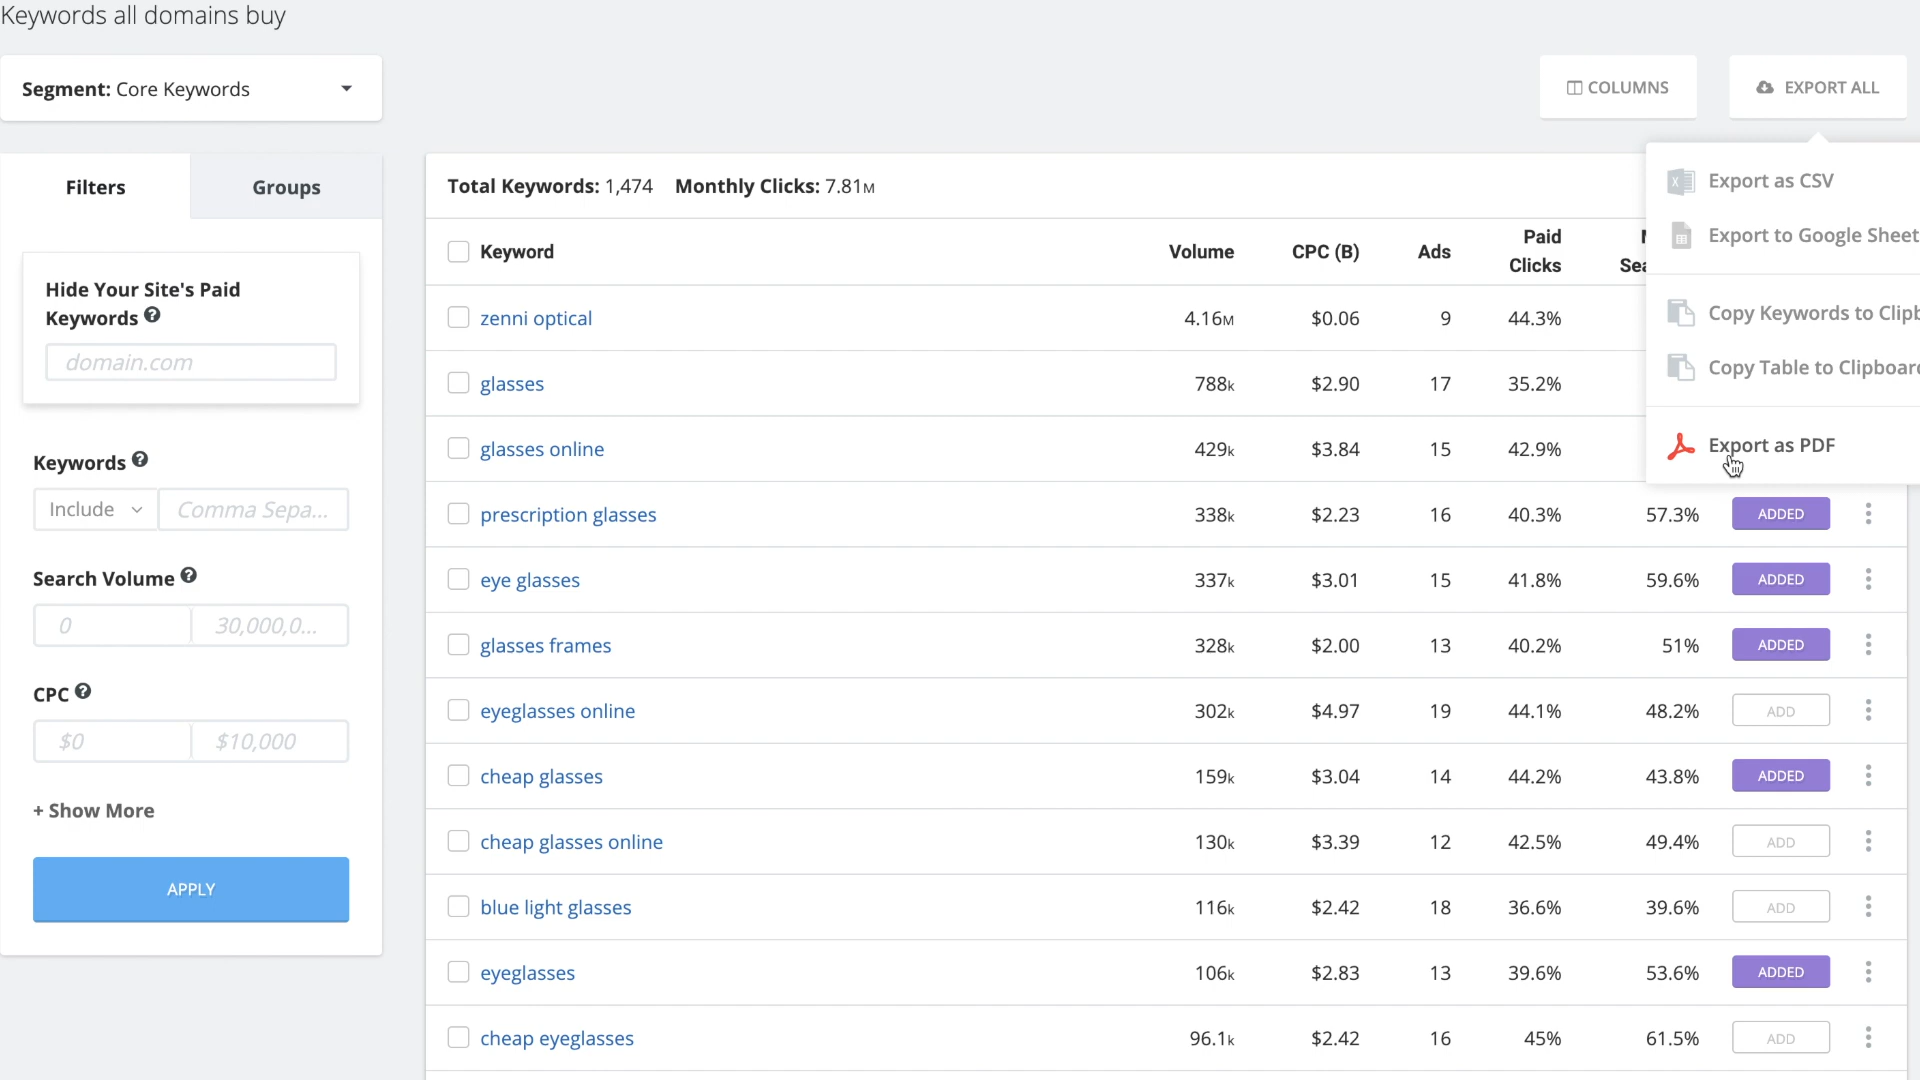 Keywords all domains buy
Segment: Core Keywords
COLUMNS
EXPORT ALL
Filters
Groups
Hide Your Site's Paid
Keywords
domain.com
Keywords
Include
Comma Sepa...
Search Volume
0
30,000,0...
CPC
$0
$10,000
+ Show More
APPLY
Total Keywords: 1,474 Monthly Clicks: 7.81M
Keyword Volume CPC (B) Ads Paid Clicks
zenni optical 4.16M $0.06 9 44.3%
glasses 788k $2.90 17 35.2%
glasses online 429k $3.84 15 42.9%
prescription glasses 338k $2.23 16 40.3% 57.3% ADDED
eye glasses 337k $3.01 15 41.8% 59.6% ADDED
glasses frames 328k $2.00 13 40.2% 51% ADDED
eyeglasses online 302k $4.97 19 44.1% 48.2% ADD
cheap glasses 159k $3.04 14 44.2% 43.8% ADDED
cheap glasses online 130k $3.39 12 42.5% 49.4% ADD
blue light glasses 116k $2.42 18 36.6% 39.6% ADD
eyeglasses 106k $2.83 13 39.6% 53.6% ADDED
cheap eyeglasses 96.1k $2.42 16 45% 61.5% ADD
Export as CSV
Export to Google Sheet
Copy Keywords to Clipb
Copy Table to Clipboard
Export as PDF